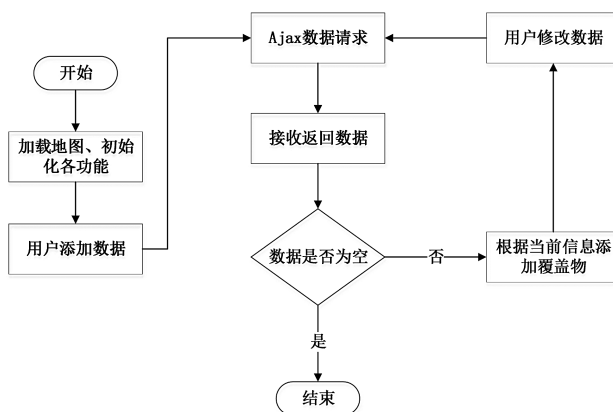 开始
加载地图、初始
化各功能
用户添加数据
Ajax数据请求
接收返回数据
数据是否为空
否
是
结束
根据当前信息添
加覆盖物
用户修改数据